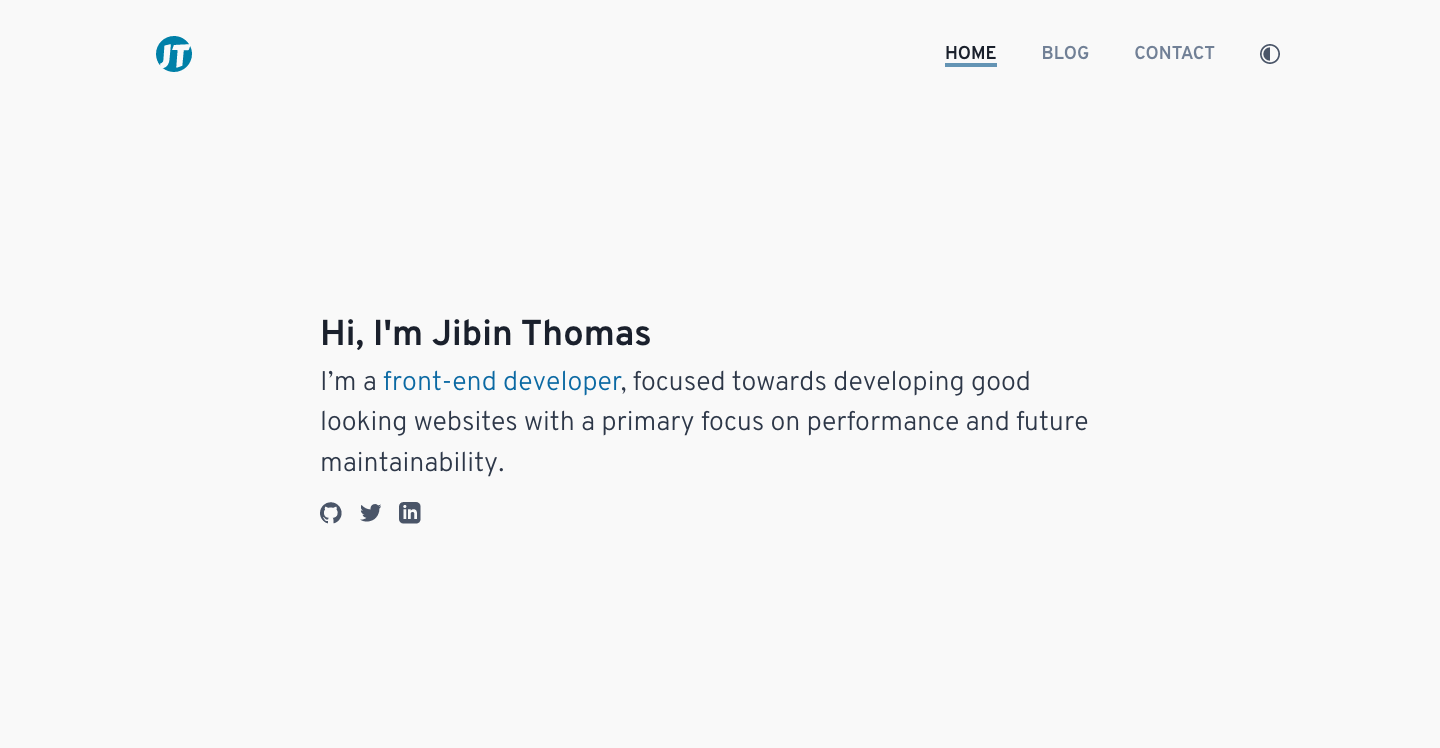 JT
HOME BLOG CONTACT
Hi, I'm Jibin Thomas
I’m a front-end developer, focused towards developing good
looking websites with a primary focus on performance and future
maintainability.
in